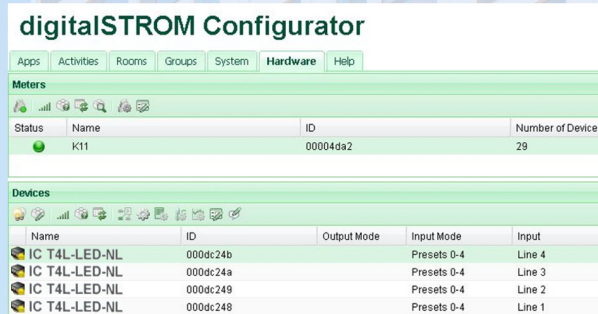 digitalSTROM Configurator
Apps Activities Rooms Groups System Hardware Help
Meters
Status Name ID Number of Device
K11 00004da2 29
Devices
Name ID Output Mode Input Mode Input
IC T4L-LED-NL 000dc24b Presets 0-4 Line 4
IC T4L-LED-NL 000dc24a Presets 0-4 Line 3
IC T4L-LED-NL 000dc249 Presets 0-4 Line 2
IC T4L-LED-NL 000dc248 Presets 0-4 Line 1